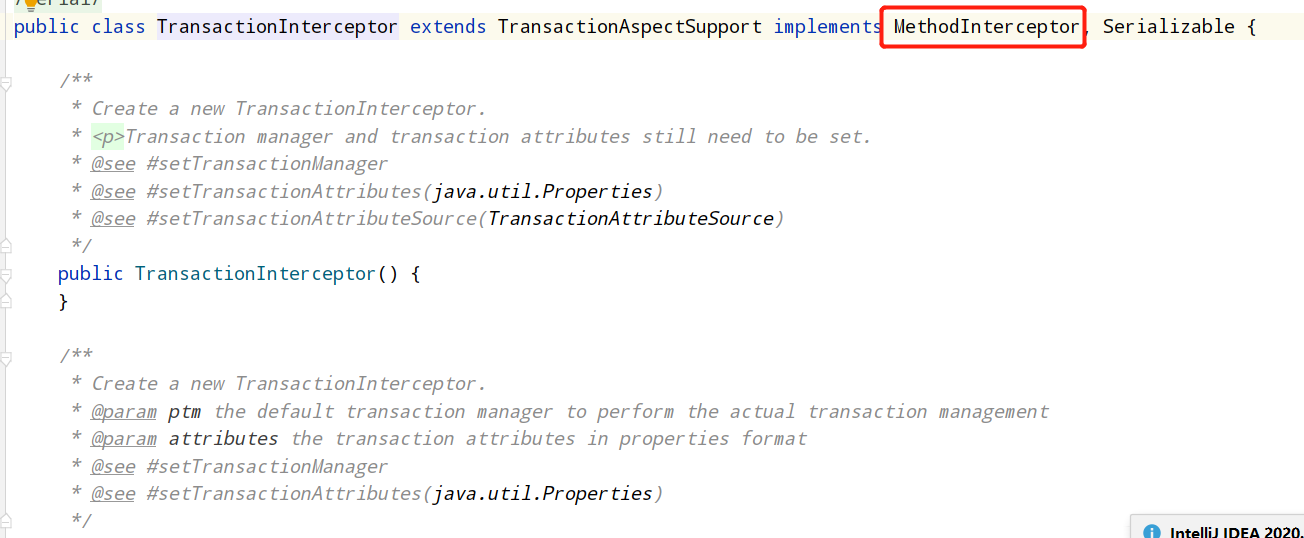 public class TransactionInterceptor extends TransactionAspectSupport implements MethodInterceptor, Serializable {
/**
* Create a new TransactionInterceptor.
* <p>Transaction manager and transaction attributes still need to be set.
* @see #setTransactionManager
* @see #setTransactionAttributes(java.util.Properties)
* @see #setTransactionAttributeSource(TransactionAttributeSource)
*/
public TransactionInterceptor() {
}
/**
* Create a new TransactionInterceptor.
* @param ptm the default transaction manager to perform the actual transaction management
* @param attributes the transaction attributes in properties format
* @see #setTransactionManager
* @see #setTransactionAttributes(java.util.Properties)
*/
IntelliJ IDEA 2020.